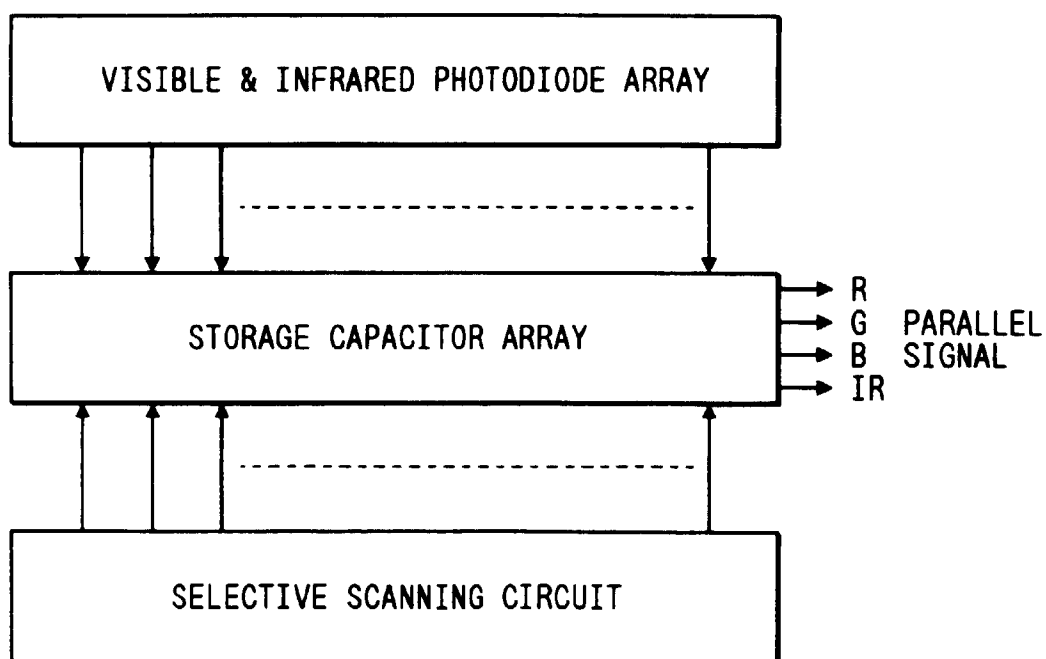 VISIBLE & INFRARED PHOTODIODE ARRAY
STORAGE CAPACITOR ARRAY
R
G PARALLEL
B SIGNAL
IR
SELECTIVE SCANNING CIRCUIT